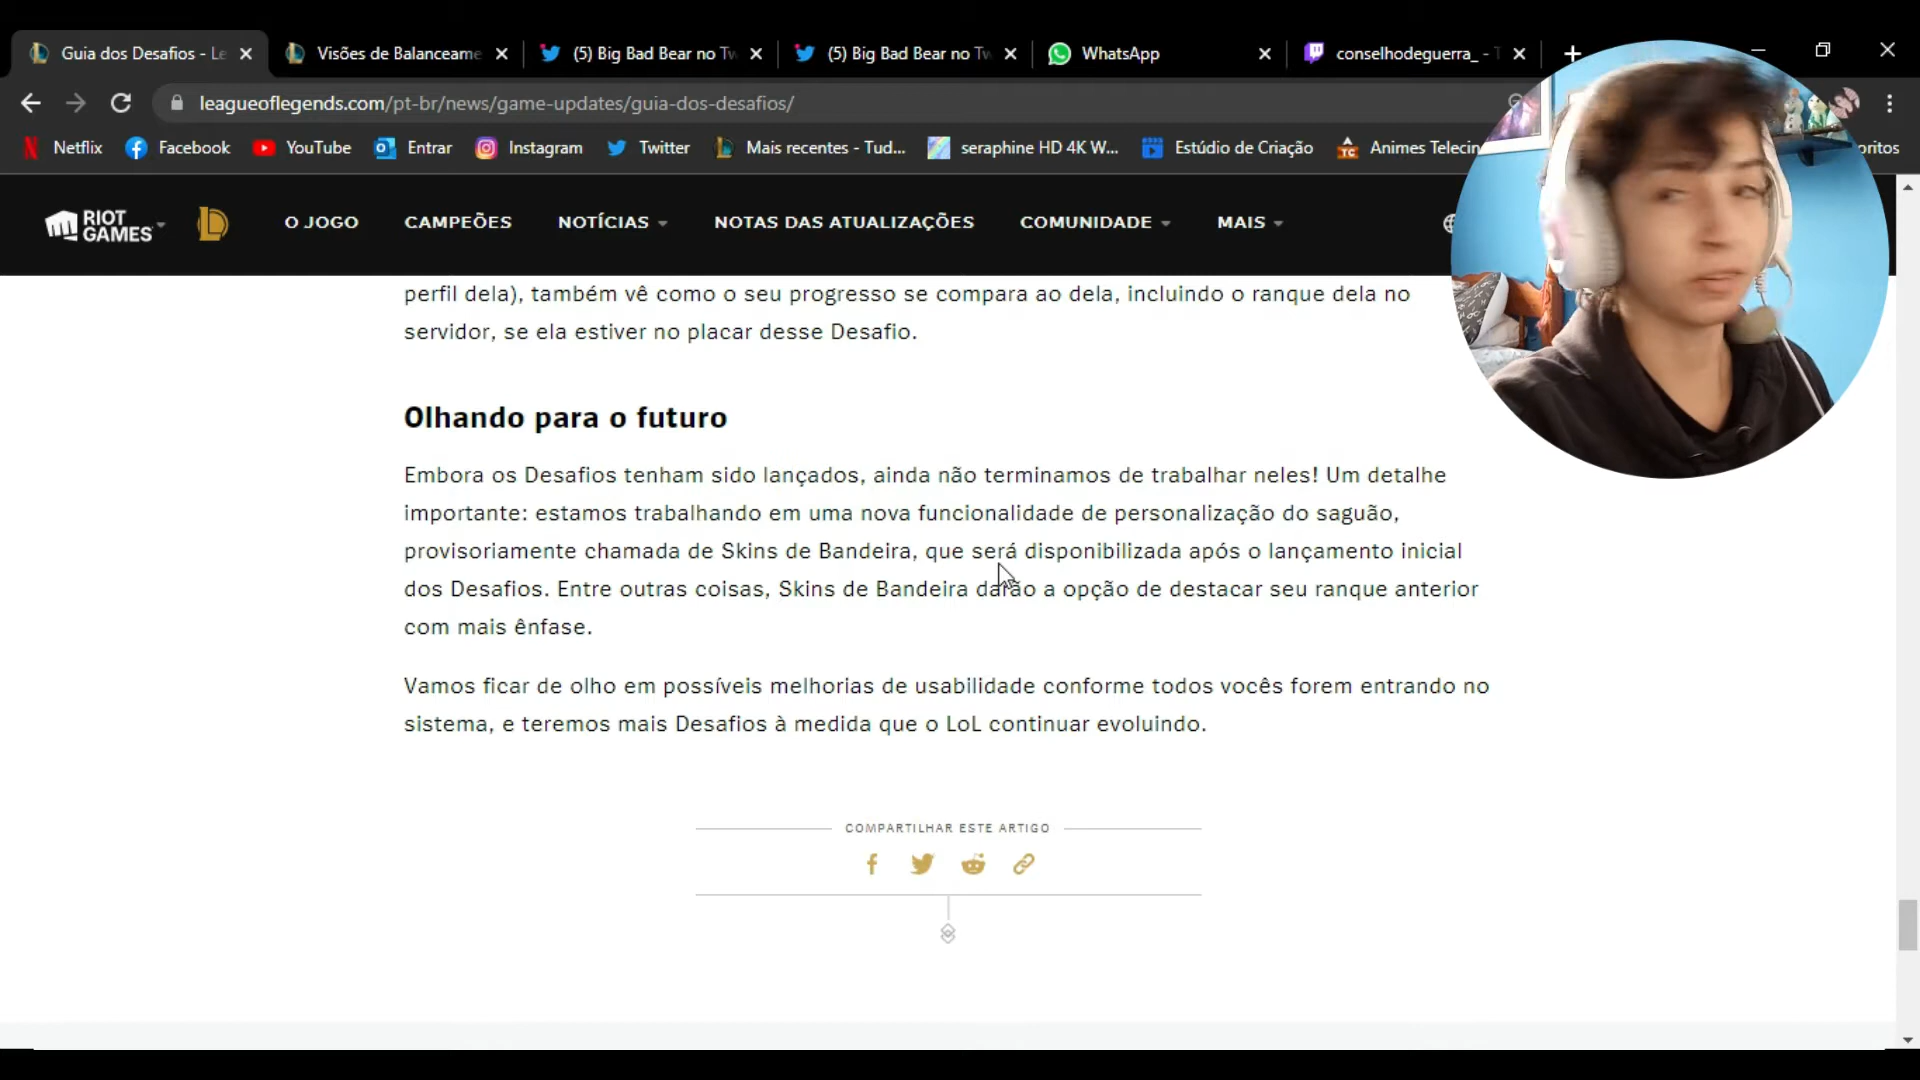 Guia dos Desafios - Le
Visões de Balanceame
(5) Big Bad Bear no Tw
(5) Big Bad Bear no Tw
WhatsApp
conselhodeguerra_ - T
leagueoflegends.com/pt-br/news/game-updates/guia-dos-desafios/
Netflix
Facebook
YouTube
Entrar
Instagram
Twitter
Mais recentes - Tud...
seraphine HD 4K W...
Estúdio de Criação
Animes Telecin
oritos
RIOT
GAMES
O JOGO
CAMPEÕES
NOTÍCIAS
NOTAS DAS ATUALIZAÇÕES
COMUNIDADE
MAIS
perfil dela), também vê como o seu progresso se compara ao dela, incluindo o ranque dela no
servidor, se ela estiver no placar desse Desafio.
Olhando para o futuro
Embora os Desafios tenham sido lançados, ainda não terminamos de trabalhar neles! Um detalhe
importante: estamos trabalhando em uma nova funcionalidade de personalização do saguão,
provisoriamente chamada de Skins de Bandeira, que será disponibilizada após o lançamento inicial
dos Desafios. Entre outras coisas, Skins de Bandeira darão a opção de destacar seu ranque anterior
com mais ênfase.
Vamos ficar de olho em possíveis melhorias de usabilidade conforme todos vocês forem entrando no
sistema, e teremos mais Desafios à medida que o LoL continuar evoluindo.
COMPARTILHAR ESTE ARTIGO